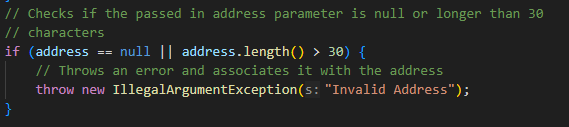 // Checks if the passed in address parameter is null or longer than 30
// characters
if (address == null || address.length() > 30) {
// Throws an error and associates it with the address
throw new IllegalArgumentException(s: "Invalid Address");
}